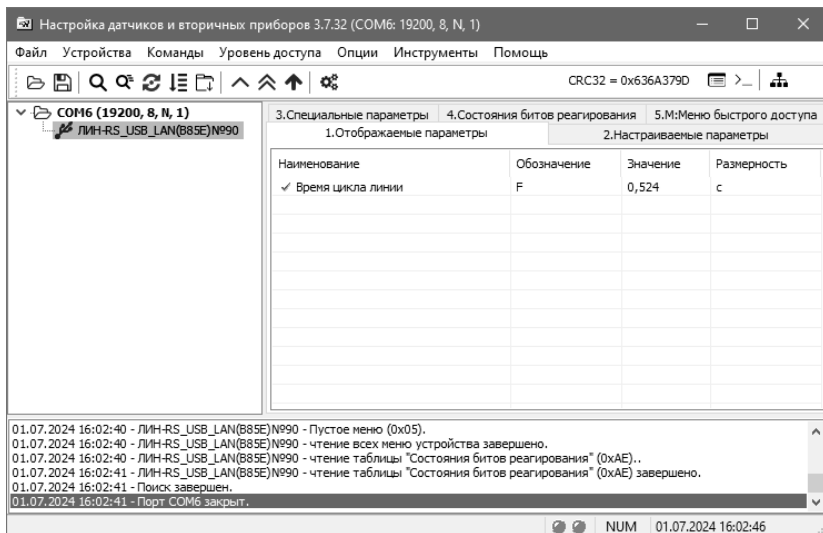 Настройка датчиков и вторичных приборов 3.7.32 (COM6: 19200, 8, N, 1)
Файл Устройства Команды Уровень доступа Опции Инструменты Помощь
CRC32 = 0x636A379D
COM6 (19200, 8, N, 1)
ЛИН-RS_USB_LAN(B85E)№90
3.Специальные параметры 4.Состояния битов реагирования 5.М:Меню быстрого доступа
1.Отображаемые параметры 2.Настраиваемые параметры
Наименование Обозначение Значение Размерность
Время цикла линии F 0,524 с
01.07.2024 16:02:40 - ЛИН-RS_USB_LAN(B85E)№90 - Пустое меню (0x05).
01.07.2024 16:02:40 - ЛИН-RS_USB_LAN(B85E)№90 - чтение всех меню устройства завершено.
01.07.2024 16:02:40 - ЛИН-RS_USB_LAN(B85E)№90 - чтение таблицы "Состояния битов реагирования" (0xAE)..
01.07.2024 16:02:41 - ЛИН-RS_USB_LAN(B85E)№90 - чтение таблицы "Состояния битов реагирования" (0xAE) завершено.
01.07.2024 16:02:41 - Поиск завершен.
01.07.2024 16:02:41 - Порт COM6 закрыт.
NUM 01.07.2024 16:02:46